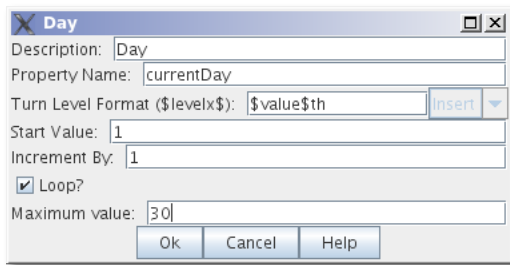 Day
Description: Day
Property Name: currentDay
Turn Level Format ($levelx$): $value$th Insert
Start Value: 1
Increment By: 1
Loop?
Maximum value: 30
Ok Cancel Help